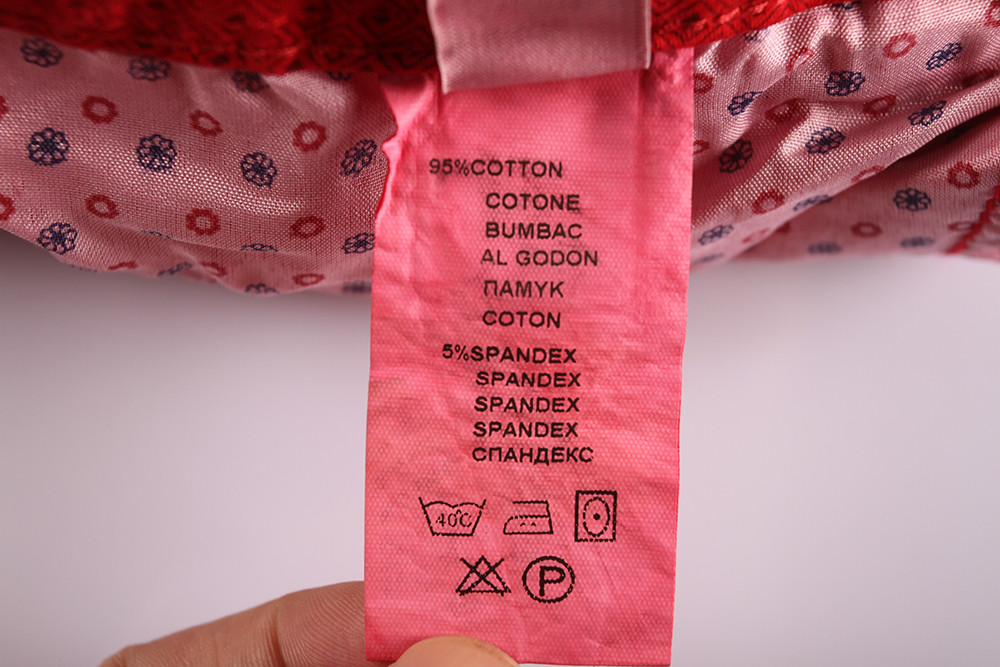 95%COTTON
COTONE
BUMBAC
AL GODON
ПАМУК
COTON
5%SPANDEX
SPANDEX
SPANDEX
SPANDEX
СПАНДЕКС
40°C
P